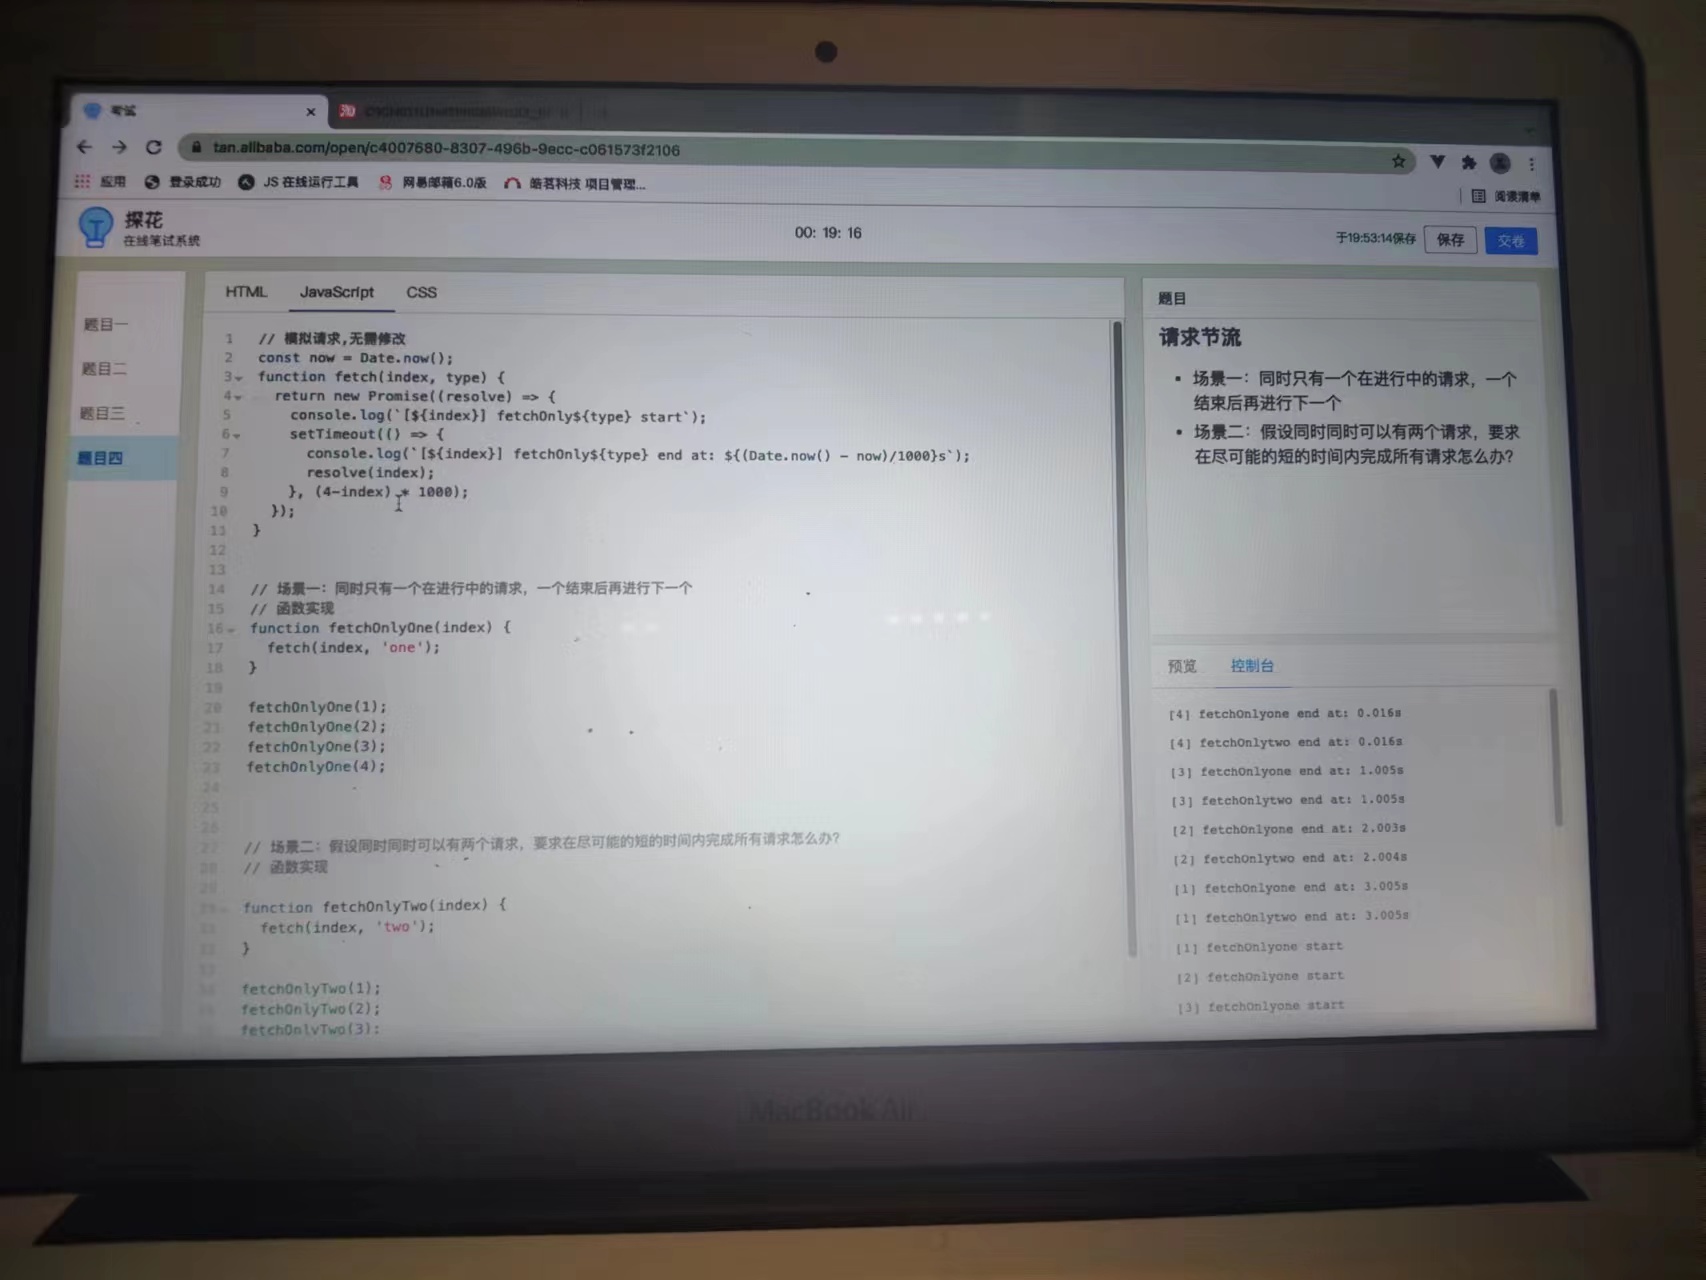 考试
tan.alibaba.com/open/c4007680-8307-496b-9ecc-c061573f2106
应用
登录成功
JS 在线运行工具
网易邮箱6.0版
皓茗科技 项目管理...
阅读清单
探花
在线笔试系统
00: 19: 16
于19:53:14保存
保存
交卷
题目一
题目二
题目三
题目四
HTML
JavaScript
CSS
1 // 模拟请求,无需修改
2 const now = Date.now();
3 function fetch(index, type) {
4 return new Promise((resolve) => {
5 console.log(`[${index}] fetchOnly${type} start`);
6 setTimeout(() => {
7 console.log(`[${index}] fetchOnly${type} end at: ${(Date.now() - now)/1000}s`);
8 resolve(index);
9 }, (4-index) * 1000);
10 });
11 }
12
13
14 // 场景一：同时只有一个在进行中的请求，一个结束后再进行下一个
15 // 函数实现
16 function fetchOnlyOne(index) {
17 fetch(index, 'one');
18 }
19
20 fetchOnlyOne(1);
21 fetchOnlyOne(2);
22 fetchOnlyOne(3);
23 fetchOnlyOne(4);
24
25
26
27 // 场景二：假设同时同时可以有两个请求，要求在尽可能的短的时间内完成所有请求怎么办？
28 // 函数实现
29
function fetchOnlyTwo(index) {
fetch(index, 'two');
}
fetchOnlyTwo(1);
fetchOnlyTwo(2);
fetchOnlyTwo(3);
题目
请求节流
• 场景一：同时只有一个在进行中的请求，一个
结束后再进行下一个
• 场景二：假设同时同时可以有两个请求，要求
在尽可能的短的时间内完成所有请求怎么办？
预览
控制台
[4] fetchOnlyone end at: 0.016s
[4] fetchOnlytwo end at: 0.016s
[3] fetchOnlyone end at: 1.005s
[3] fetchOnlytwo end at: 1.005s
[2] fetchOnlyone end at: 2.003s
[2] fetchOnlytwo end at: 2.004s
[1] fetchOnlyone end at: 3.005s
[1] fetchOnlytwo end at: 3.005s
[1] fetchOnlyone start
[2] fetchOnlyone start
[3] fetchOnlyone start
MacBook Air